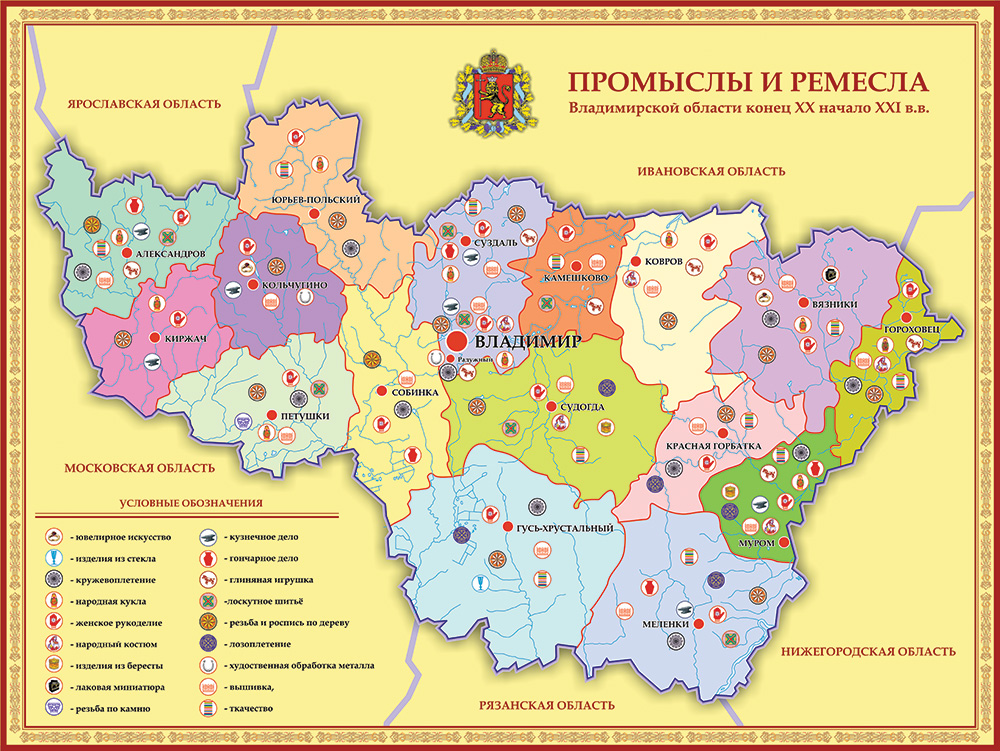 ПРОМЫСЛЫ И РЕМЕСЛА
Владимирской области конец XX начало XXI в.в.
ЯРОСЛАВСКАЯ ОБЛАСТЬ
ИВАНОВСКАЯ ОБЛАСТЬ
ЮРЬЕВ-ПОЛЬСКИЙ
АЛЕКСАНДРОВ
СУЗДАЛЬ
КОВРОВ
КАМЕШКОВО
КОЛЬЧУГИНО
ВЯЗНИКИ
ГОРОХОВЕЦ
КИРЖАЧ
ВЛАДИМИР
Радужный
СОБИНКА
СУДОГДА
ПЕТУШКИ
КРАСНАЯ ГОРБАТКА
МОСКОВСКАЯ ОБЛАСТЬ
ГУСЬ-ХРУСТАЛЬНЫЙ
МУРОМ
МЕЛЕНКИ
НИЖЕГОРОДСКАЯ ОБЛАСТЬ
РЯЗАНСКАЯ ОБЛАСТЬ
УСЛОВНЫЕ ОБОЗНАЧЕНИЯ
- ювелирное искусство
- изделия из стекла
- кружевоплетение
- народная кукла
- женское рукоделие
- народный костюм
- изделия из бересты
- лаковая миниатюра
- резьба по камню
- кузнечное дело
- гончарное дело
- глиняная игрушка
-лоскутное шитьё
- резьба и роспись по дереву
- лозоплетение
- худоственная обработка металла
- вышивка,
- ткачество